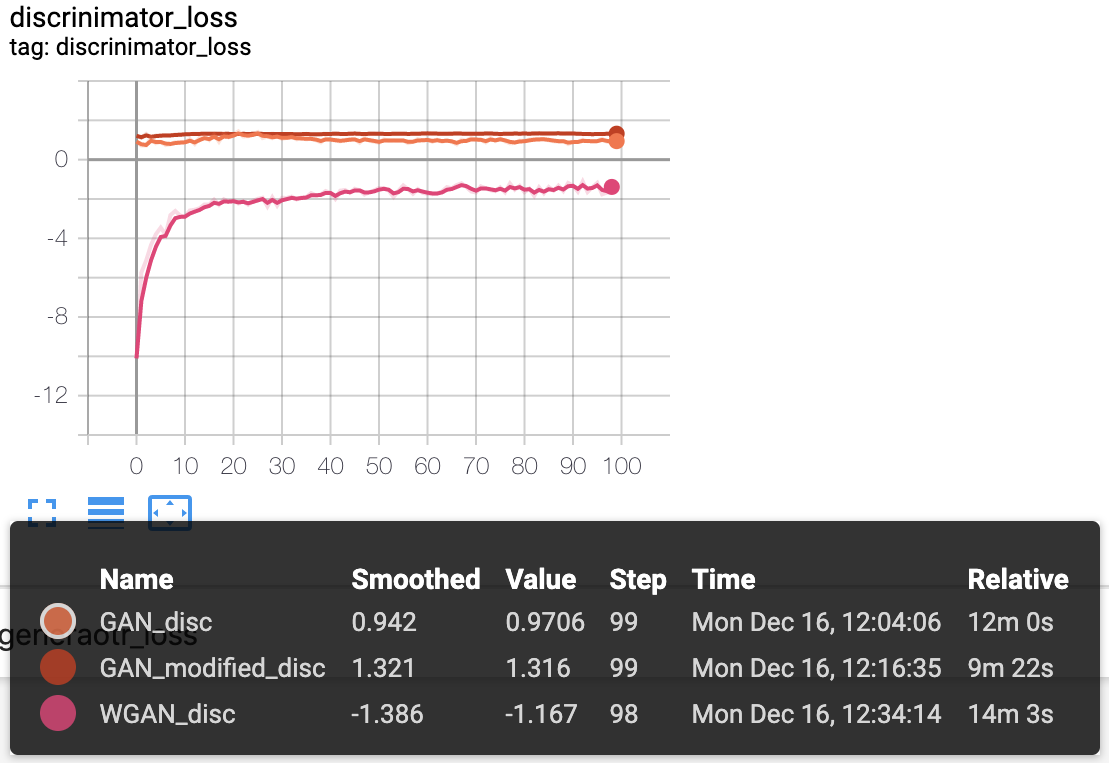 discrinimator_loss
tag: discrinimator_loss
0
-4
-8
-12
0 10 20 30 40 50 60 70 80 90 100
Name Smoothed Value Step Time Relative
GAN_disc 0.942 0.9706 99 Mon Dec 16, 12:04:06 12m 0s
generaotr_loss
GAN_modified_disc 1.321 1.316 99 Mon Dec 16, 12:16:35 9m 22s
WGAN_disc -1.386 -1.167 98 Mon Dec 16, 12:34:14 14m 3s